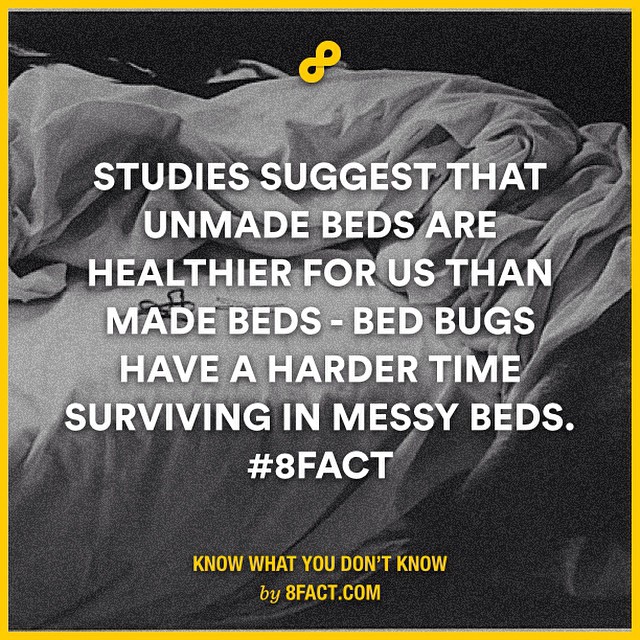 STUDIES SUGGEST THAT
UNMADE BEDS ARE
HEALTHIER FOR US THAN
MADE BEDS - BED BUGS
HAVE A HARDER TIME
SURVIVING IN MESSY BEDS.
#8FACT
KNOW WHAT YOU DON'T KNOW
by 8FACT.COM